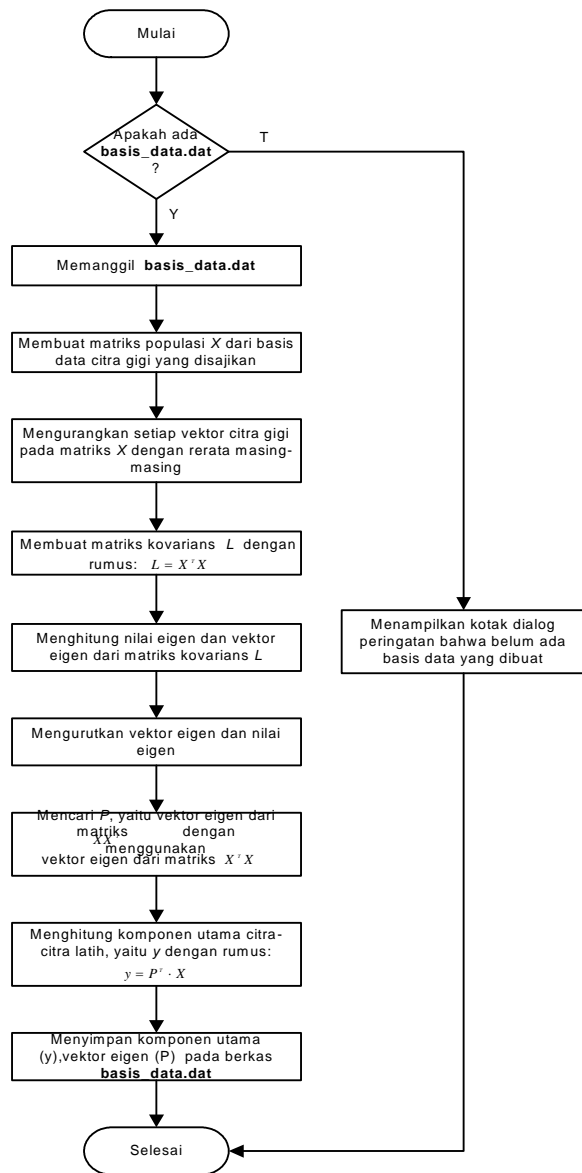 Mulai
Apakah ada
basis_data.dat
?
T
Y
Memanggil basis_data.dat
Membuat matriks populasi X dari basis
data citra gigi yang disajikan
Mengurangkan setiap vektor citra gigi
pada matriks X dengan rerata masing-
masing
Membuat matriks kovarians L dengan
rumus: L = XᵀX
Menampilkan kotak dialog
peringatan bahwa belum ada
basis data yang dibuat
Menghitung nilai eigen dan vektor
eigen dari matriks kovarians L
Mengurutkan vektor eigen dan nilai
eigen
Mencari P, yaitu vektor eigen dari
matriks XXᵀ dengan
menggunakan
vektor eigen dari matriks XᵀX
Menghitung komponen utama citra-
citra latih, yaitu y dengan rumus:
y = Pᵀ · X
Menyimpan komponen utama
(y),vektor eigen (P) pada berkas
basis_data.dat
Selesai